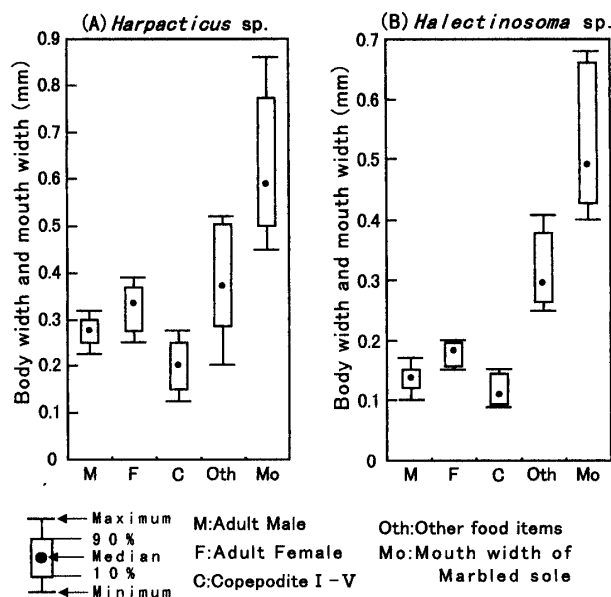 (A) Harpacticus sp.
Body width and mouth width (mm)
0.9
0.8
0.7
0.6
0.5
0.4
0.3
0.2
0.1
0
M F C Oth Mo
(B) Halectinosoma sp.
Body width and mouth width (mm)
0.7
0.6
0.5
0.4
0.3
0.2
0.1
0
M F C Oth Mo
Maximum
90%
Median
10%
Minimum
M:Adult Male
F:Adult Female
C:Copepodite I-V
Oth:Other food items
Mo:Mouth width of
Marbled sole